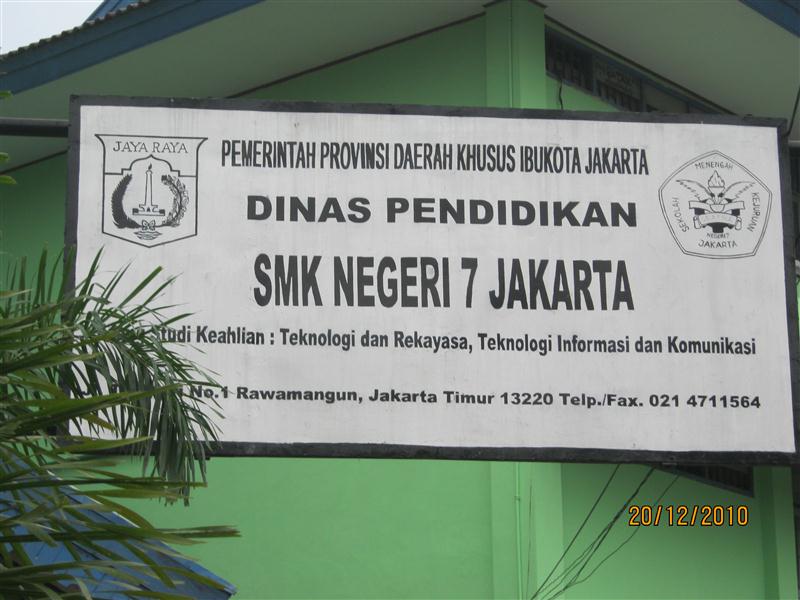 JAYA RAYA
PEMERINTAH PROVINSI DAERAH KHUSUS IBUKOTA JAKARTA
DINAS PENDIDIKAN
SMK NEGERI 7 JAKARTA
Keahlian : Teknologi dan Rekayasa, Teknologi Informasi dan Komunikasi
No.1 Rawamangun, Jakarta Timur 13220 Telp./Fax. 021 4711564
SEKOLAH MENENGAH KEJURUAN
NEGERI 7
JAKARTA
20/12/2010